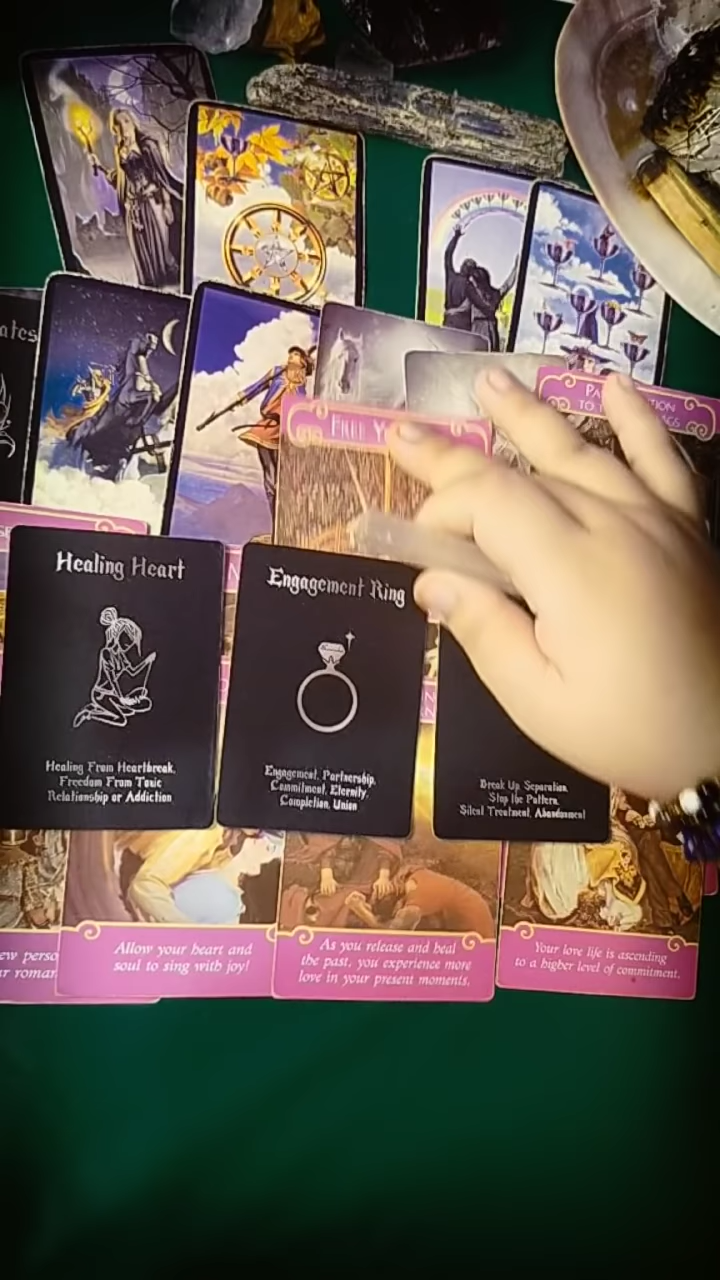 Healing Heart
Healing From Heartbreak,
Freedom From Toxic
Relationship or Addiction
Engagement Ring
Engagement, Partnership,
Commitment, Eternity,
Completion, Union
Break Up Separation,
Stop the Pattern,
Silent Treatment, Abandonment
Allow your heart and
soul to sing with joy!
As you release and heal
the past, you experience more
love in your present moments.
Your love life is ascending
to a higher level of commitment.